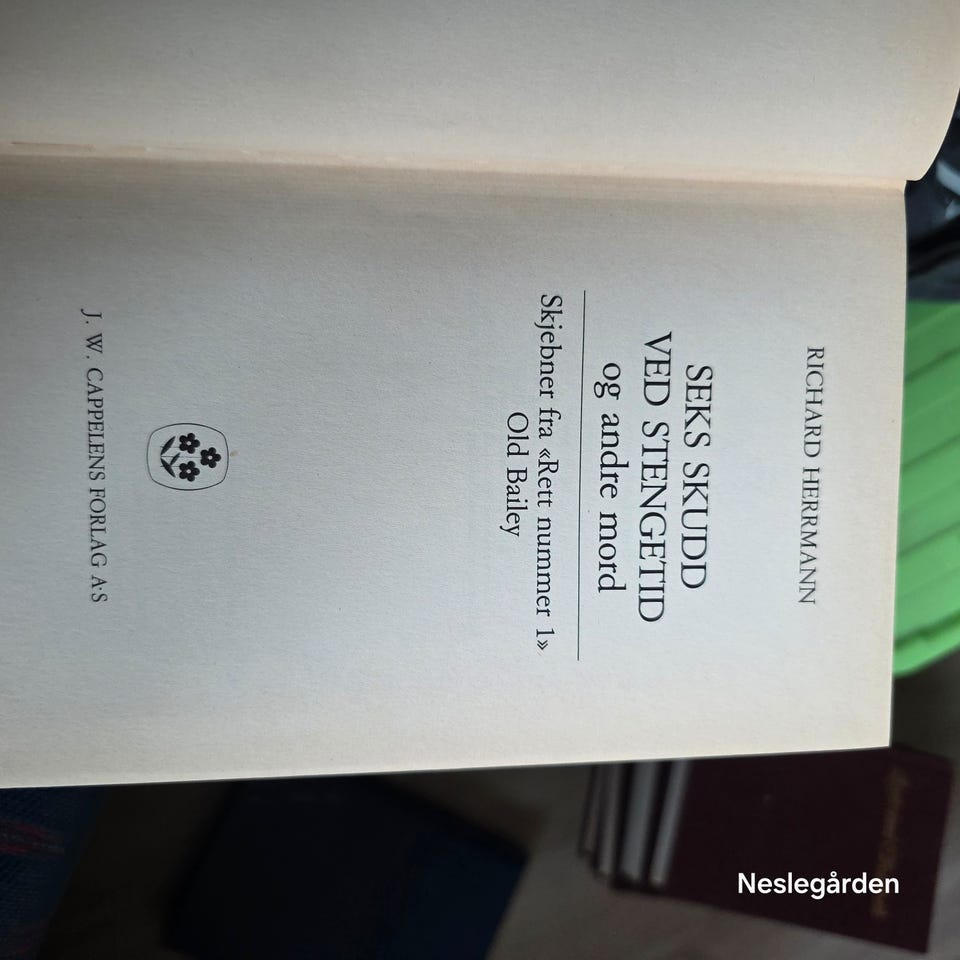 RICHARD HERRMANN
SEKS SKUDD
VED STENGETID
og andre mord
Skjebner fra «Rett nummer 1»
Old Bailey
J. W. CAPPELENS FORLAG A·S
Neslegården